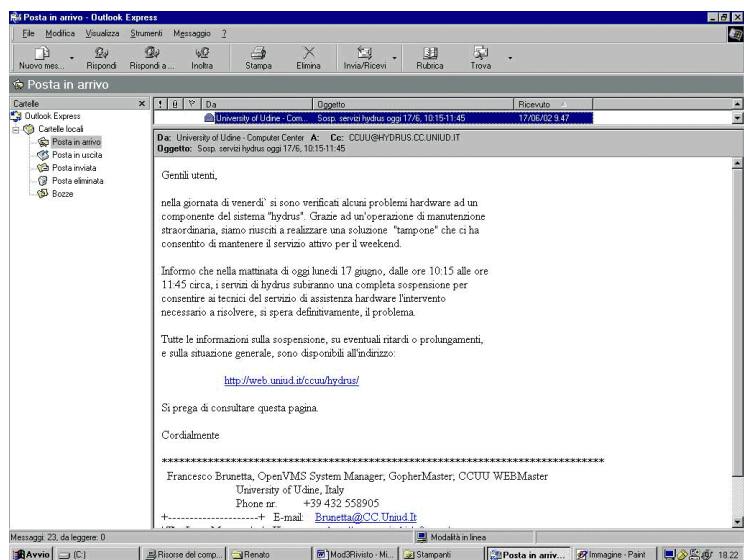 Posta in arrivo - Outlook Express
File Modifica Visualizza Strumenti Messaggio ?
Nuovo mes... Rispondi Rispondi a ... Inoltra Stampa Elimina Invia/Ricevi Rubrica Trova
Posta in arrivo
Cartelle
Outlook Express
Cartelle locali
Posta in arrivo
Posta in uscita
Posta inviata
Posta eliminata
Bozze
! Da Oggetto Ricevuto
University of Udine - Com... Sosp. servizi hydrus oggi 17/6, 10:15-11:45 17/06/02 9.47
Da: University of Udine - Computer Center A: Cc: CCUU@HYDRUS.CC.UNIUD.IT
Oggetto: Sosp. servizi hydrus oggi 17/6, 10:15-11:45
Gentili utenti,
nella giornata di venerdi` si sono verificati alcuni problemi hardware ad un
componente del sistema "hydrus". Grazie ad un'operazione di manutenzione
straordinaria, siamo riusciti a realizzare una soluzione "tampone" che ci ha
consentito di mantenere il servizio attivo per il weekend.
Informo che nella mattinata di oggi lunedi 17 giugno, dalle ore 10:15 alle ore
11:45 circa, i servizi di hydrus subiranno una completa sospensione per
consentire ai tecnici del servizio di assistenza hardware l'intervento
necessario a risolvere, si spera definitivamente, il problema.
Tutte le informazioni sulla sospensione, su eventuali ritardi o prolungamenti,
e sulla situazione generale, sono disponibili all'indirizzo:
http://web.uniud.it/ccuu/hydrus/
Si prega di consultare questa pagina.
Cordialmente
******************************************************************************
Francesco Brunetta, OpenVMS System Manager; GopherMaster; CCUU WEBMaster
University of Udine, Italy
Phone nr. +39 432 558905
+---------------------+ E-mail: Brunetta@CC.Uniud.It
Messaggi: 23, da leggere: 0
Modalità in linea
Avvio (C:) Risorse del comp... Renato Mod3Rivisto - Mi... Stampanti Posta in arriv... Immagine - Paint 18.22